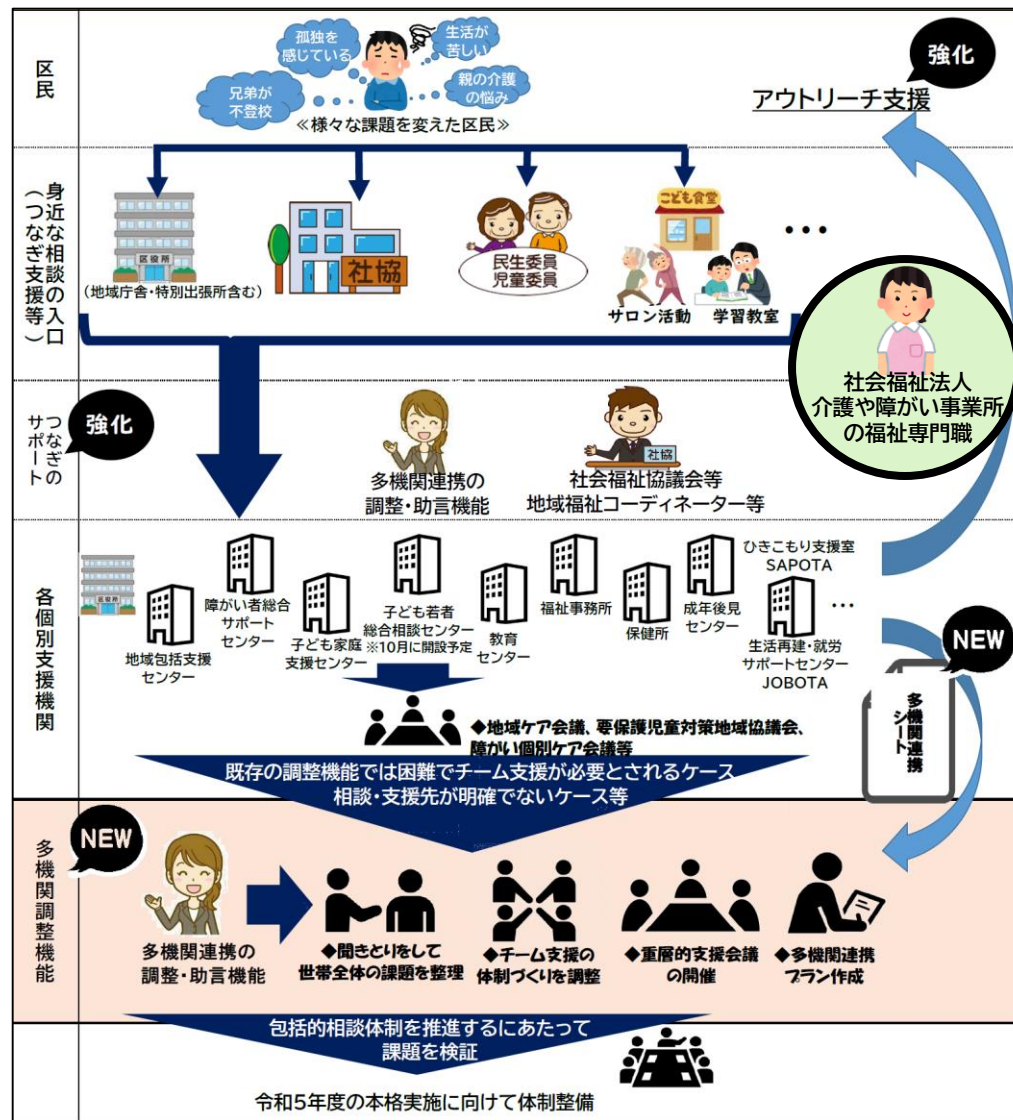 区民
孤独を
感じている
生活が
苦しい
兄弟が
不登校
親の介護
の悩み
≪様々な課題を変えた区民≫
強化
アウトリーチ支援
身近な相談の入口
(つなぎ支援等)
区役所
(地域庁舎・特別出張所含む)
社協
民生委員
児童委員
こども食堂
サロン活動
学習教室
・・・
社会福祉法人
介護や障がい事業所
の福祉専門職
つなぎの
サポート
強化
多機関連携の
調整・助言機能
社協
社会福祉協議会等
地域福祉コーディネーター等
各個別支援機関
区役所
地域包括支援
センター
障がい者総合
サポート
センター
子ども家庭
支援センター
子ども若者
総合相談センター
※10月に開設予定
教育
センター
福祉事務所
保健所
成年後見
センター
ひきこもり支援室
SAPOTA
生活再建・就労
サポートセンター
JOBOTA
・・・
NEW
多機関連携
シート
◆地域ケア会議、要保護児童対策地域協議会、
障がい個別ケア会議等
既存の調整機能では困難でチーム支援が必要とされるケース
相談・支援先が明確でないケース等
多機関調整機能
NEW
多機関連携の
調整・助言機能
◆聞きとりをして
世帯全体の課題を整理
◆チーム支援の
体制づくりを調整
◆重層的支援会議
の開催
◆多機関連携
プラン作成
包括的相談体制を推進するにあたって
課題を検証
令和5年度の本格実施に向けて体制整備